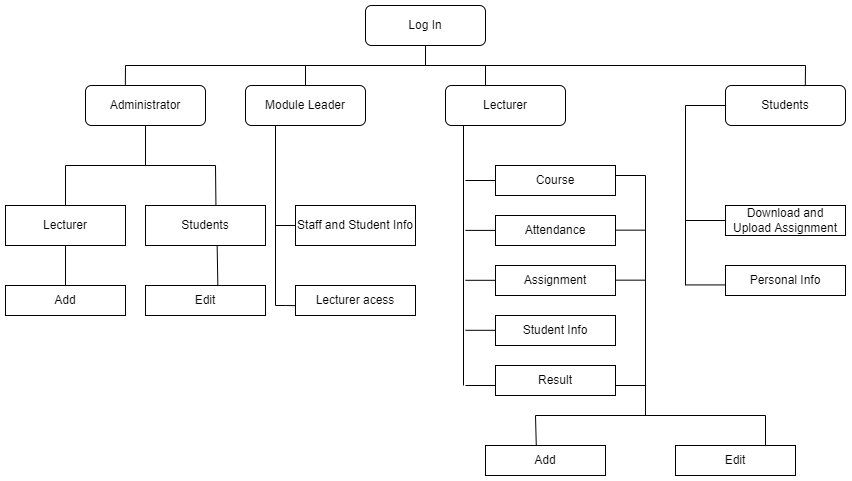 Log In
Administrator
Module Leader
Lecturer
Students
Lecturer
Students
Add
Edit
Staff and Student Info
Lecturer acess
Course
Attendance
Assignment
Student Info
Result
Add
Edit
Download and
Upload Assignment
Personal Info